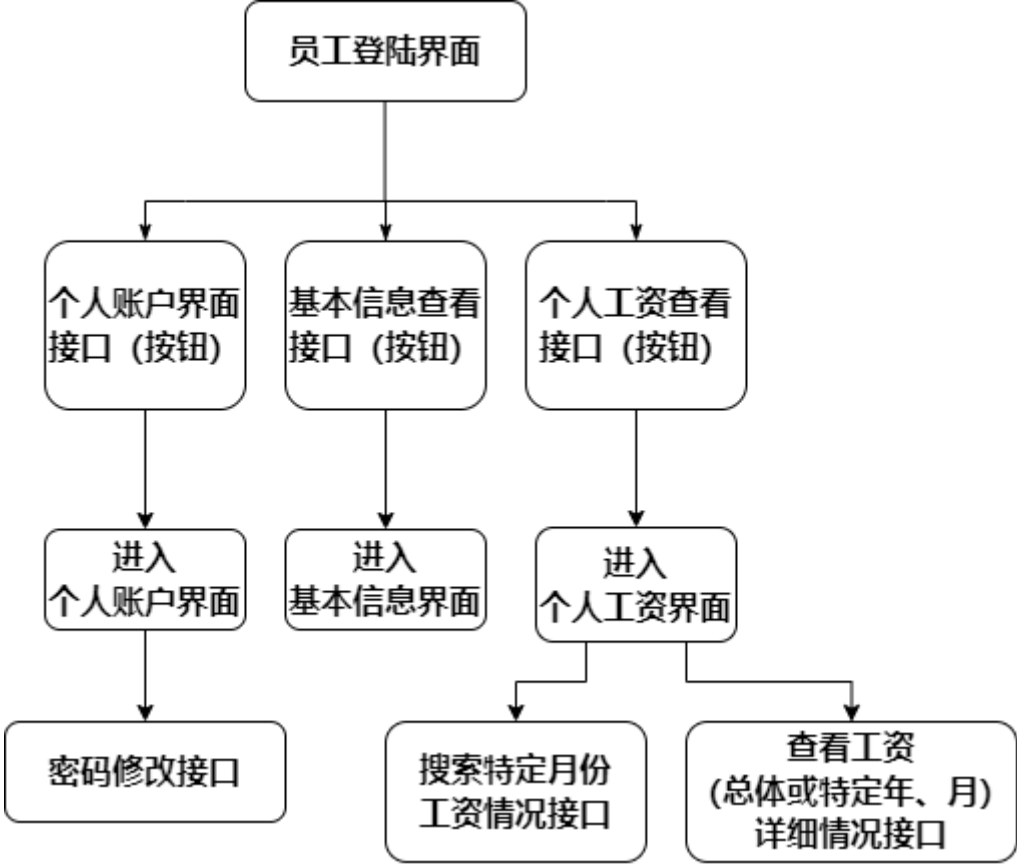 员工登陆界面
个人账户界面
接口（按钮）
基本信息查看
接口（按钮）
个人工资查看
接口（按钮）
进入
个人账户界面
进入
基本信息界面
进入
个人工资界面
密码修改接口
搜索特定月份
工资情况接口
查看工资
(总体或特定年、月)
详细情况接口